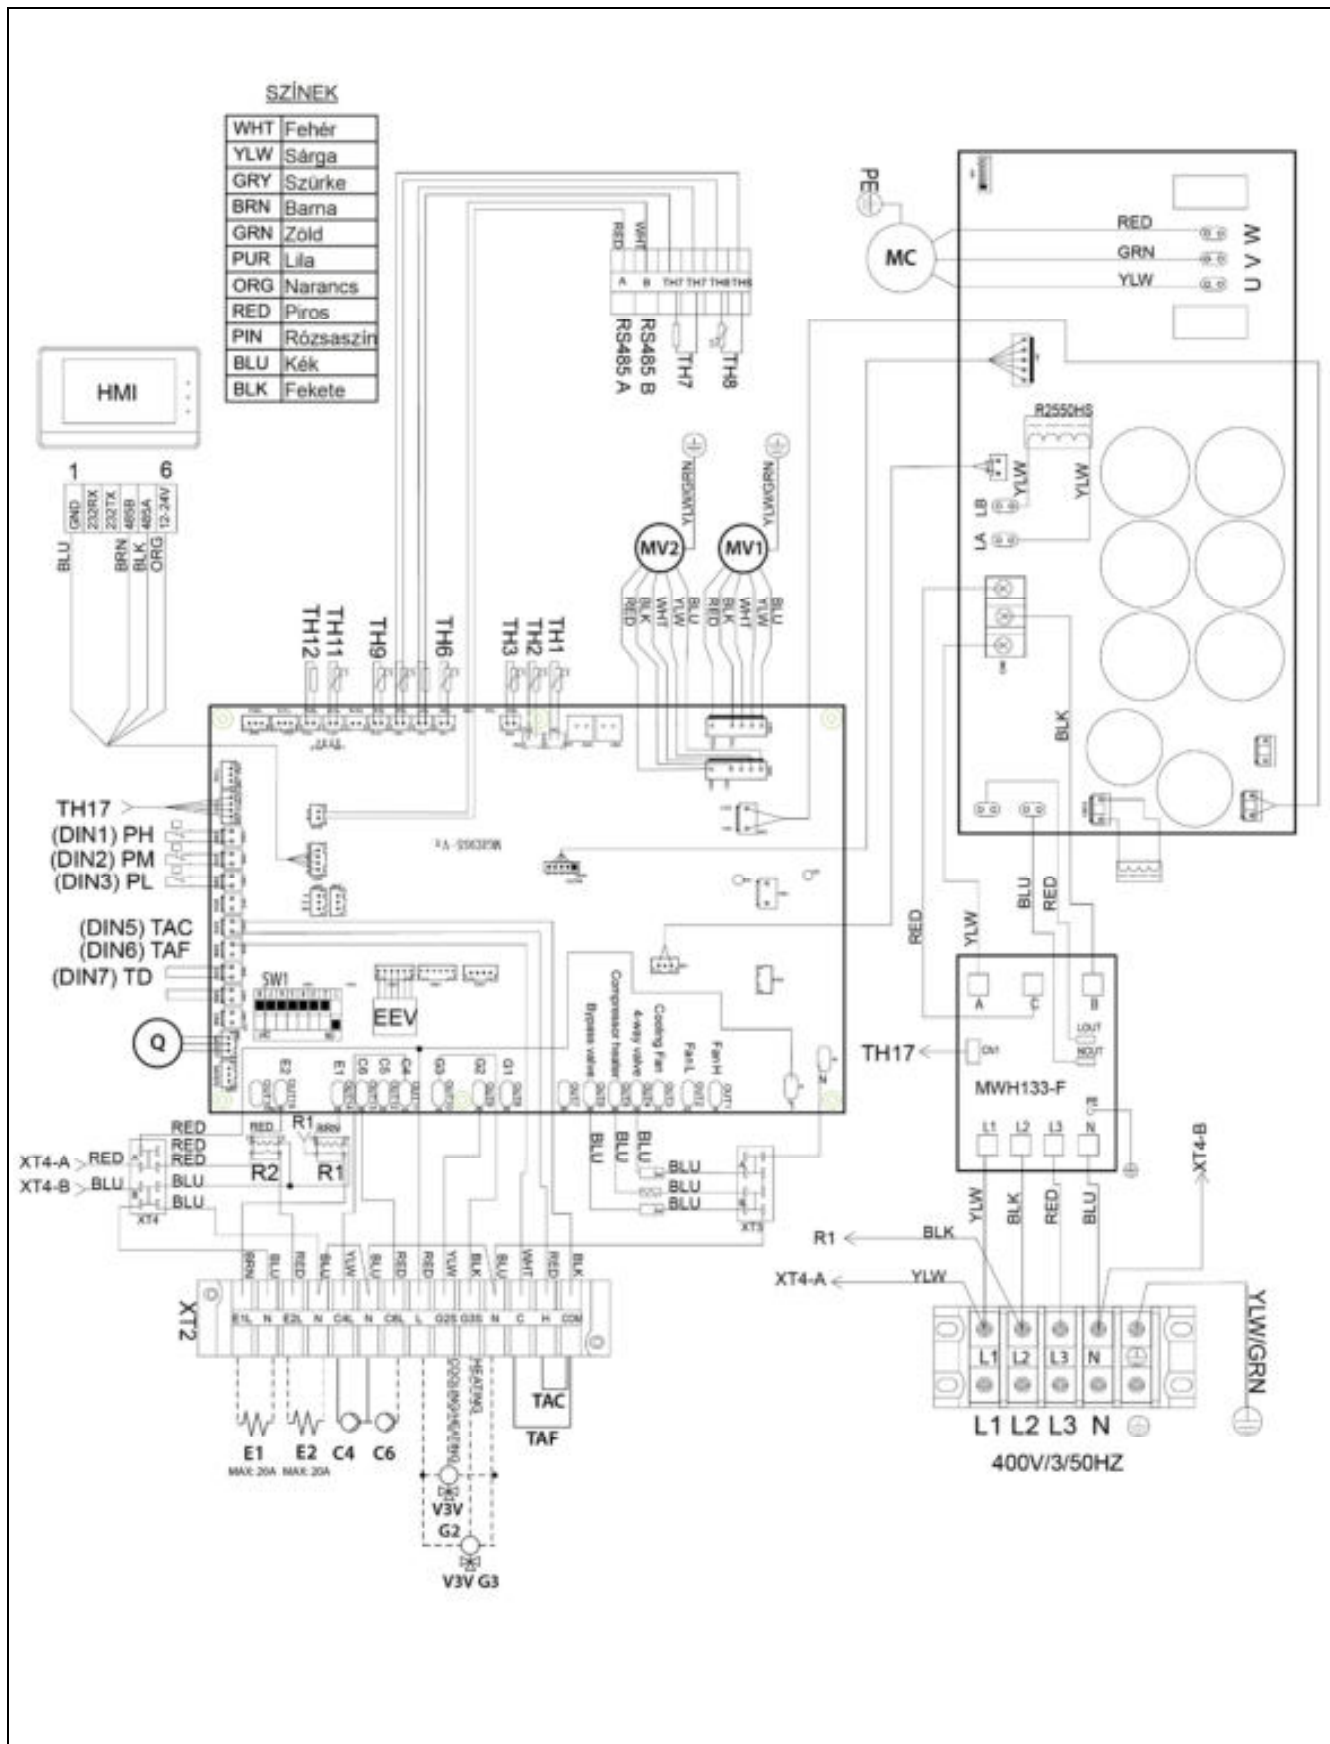 SZÍNEK
WHT Fehér
YLW Sárga
GRY Szürke
BRN Barna
GRN Zöld
PUR Lila
ORG Narancs
RED Piros
PIN Rózsaszín
BLU Kék
BLK Fekete
HMI
1 6
GND
232RX
232TX
485B
485A
12-24V
BLU
BRN
BLK
ORG
RED
WHT
A B TH7 TH7 TH8
RS485 A
RS485 B
TH7
TH8
PE
MC
RED
GRN
YLW
W
V
U
R2550HS
YLW
YLW
LB
LA
YLW/GRN
YLW/GRN
MV2
MV1
RED
BLK
WHT
YLW
BLU
RED
BLK
WHT
YLW
BLU
TH12
TH11
TH9
TH6
TH3
TH2
TH1
TH17
(DIN1) PH
(DIN2) PM
(DIN3) PL
(DIN5) TAC
(DIN6) TAF
(DIN7) TD
Q
SW1
EEV
E2
E1
C6
C5
C4
G3
G2
G1
Bypass valve
Compressor heater
4-way valve
Cooling Fan
Fan L
Fan H
N
BLK
RED
YLW
BLU
RED
A
C
B
LOUT
NOUT
CN1
TH17
MWH133-F
L1 L2 L3 N
YLW
BLK
RED
BLU
XT4-B
R1
BLK
XT4-A
YLW
YLW/GRN
L1 L2 L3 N
L1 L2 L3 N
400V/3/50HZ
RED
RED
RED
XT4-A
RED
XT4-B
BLU
BLU
BLU
A
B
XT4
RED
R2
R1
BRN
R1
BLU
BLU
BLU
BLU
BLU
BLU
A
B
XT3
BRN
BLU
RED
BLU
YLW
BLU
RED
RED
YLW
BLK
BLU
WHT
RED
BLK
XT2
E1L N E2L N C4L N C6L L G2S G3S N C H COM
COOLING/HEATING
HEATING
TAC
TAF
E1
MAX: 20A
E2
MAX: 20A
C4
C6
V3V
G2
V3V G3